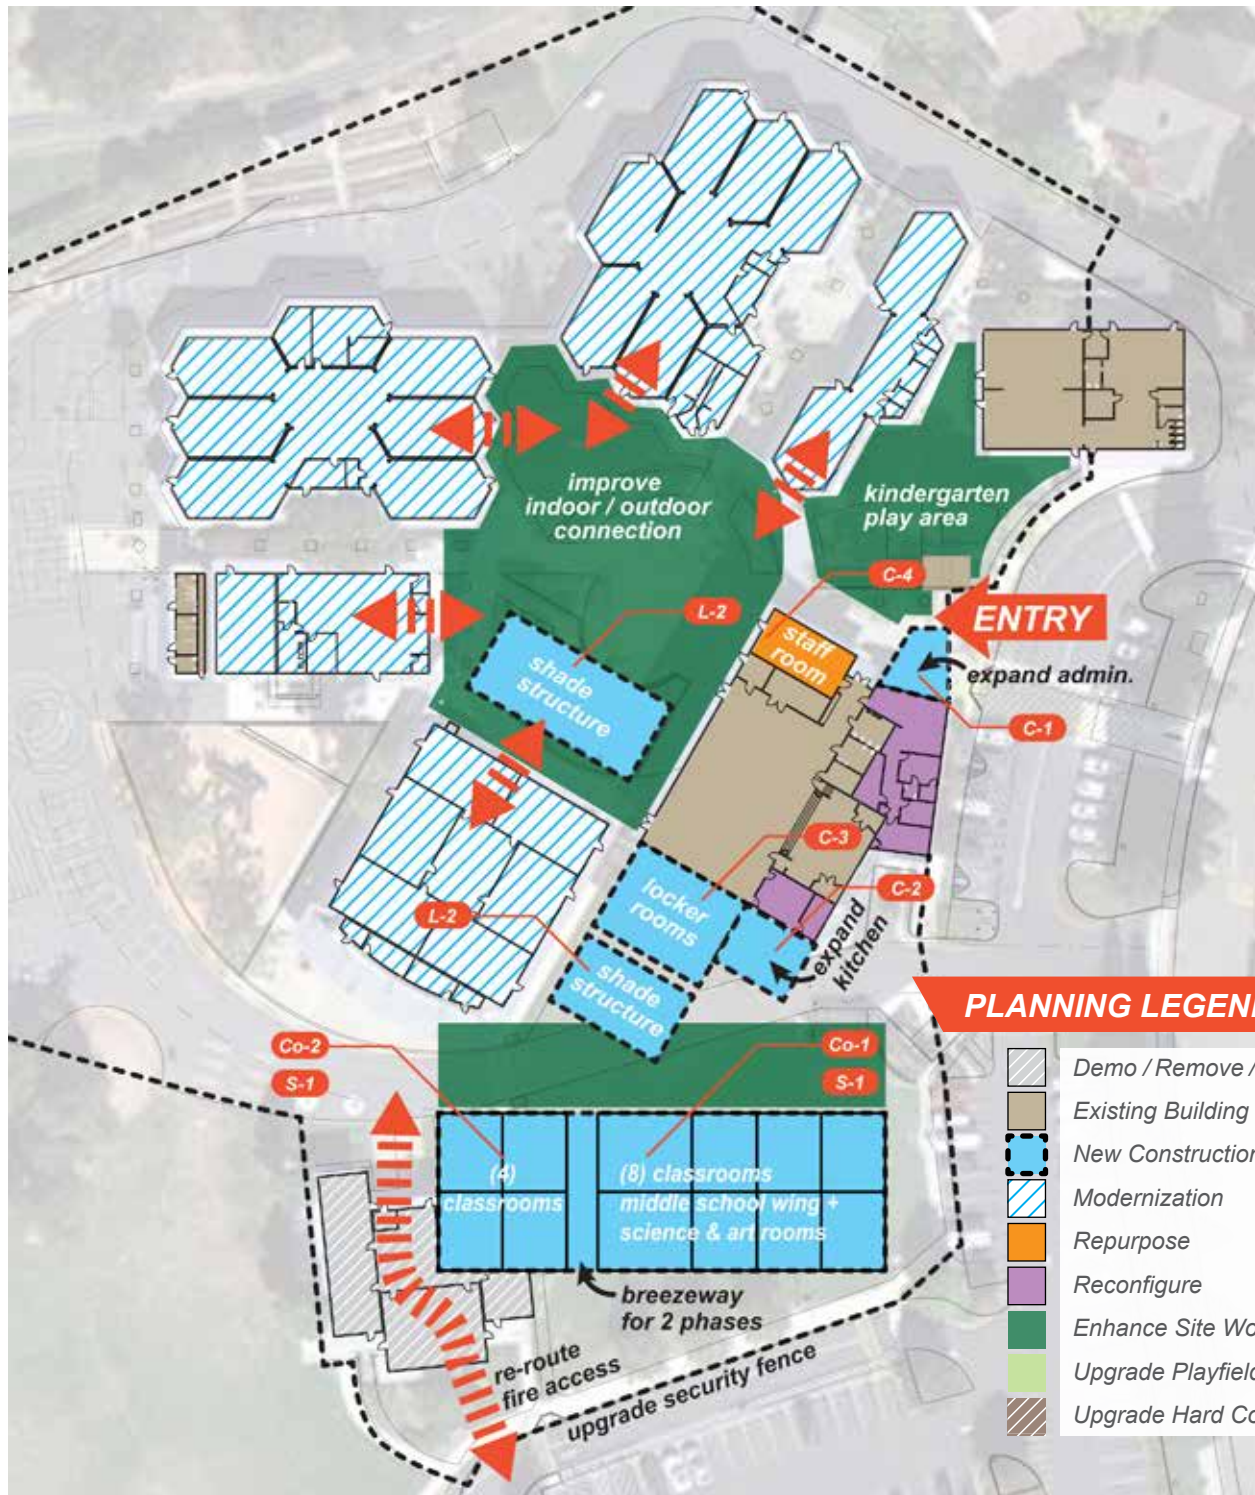 improve
indoor / outdoor
connection
kindergarten
play area
C-4
ENTRY
L-2
staff
room
expand admin.
shade
structure
C-1
C-3
C-2
locker
rooms
L-2
expand
kitchen
shade
structure
PLANNING LEGEN
Co-2
Co-1
S-1
S-1
Demo / Remove /
Existing Building
New Construction
Modernization
Repurpose
Reconfigure
Enhance Site Wo
Upgrade Playfield
Upgrade Hard Co
(4)
classrooms
(8) classrooms
middle school wing +
science & art rooms
breezeway
for 2 phases
re-route
fire access
upgrade security fence